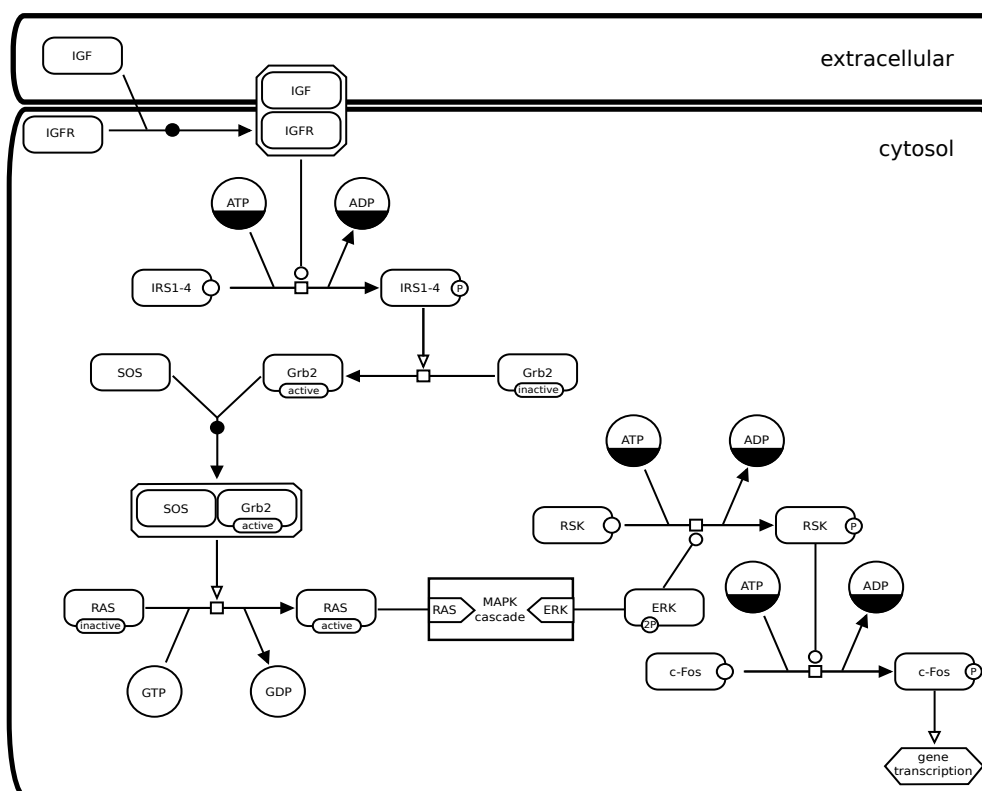 IGF
extracellular
IGF
IGFR
IGFR
cytosol
ATP
ADP
IRS1-4
IRS1-4
P
SOS
Grb2
active
Grb2
inactive
ATP
ADP
SOS
Grb2
active
RSK
RSK
P
ATP
ADP
RAS
inactive
RAS
active
RAS
MAPK
cascade
ERK
ERK
2P
GTP
GDP
c-Fos
c-Fos
P
gene
transcription